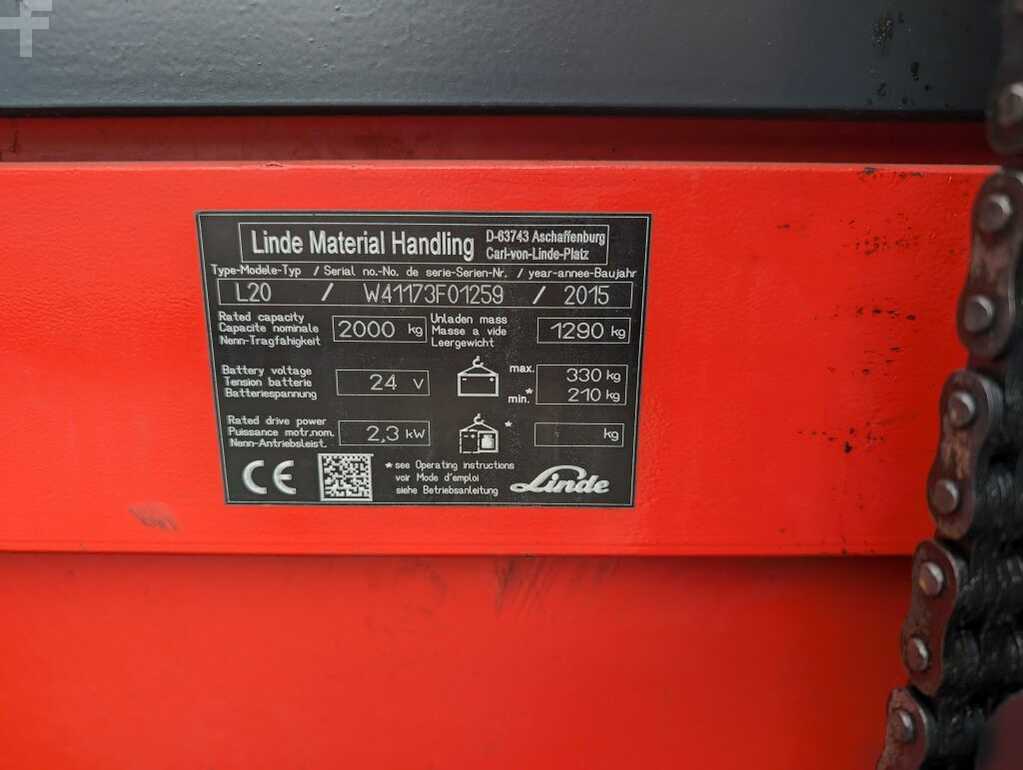 Linde Material Handling D-63743 Aschaffenburg
Carl-von-Linde-Platz
Type-Modele-Typ / Serial no.-No. de serie-Serien-Nr. / year-annee-Baujahr
L20 / W41173F01259 / 2015
Rated capacity
Capacite nominale
Nenn-Tragfähigkeit
2000 kg
Unladen mass
Masse a vide
Leergewicht
1290 kg
Battery voltage
Tension batterie
Batteriespannung
24 V
max. 330 kg
min.* 210 kg
Rated drive power
Puissance motr.nom.
Nenn-Antriebsleist.
2,3 kW
* kg
CE
* see Operating instructions
voir Mode d'emploi
siehe Betriebsanleitung
Linde